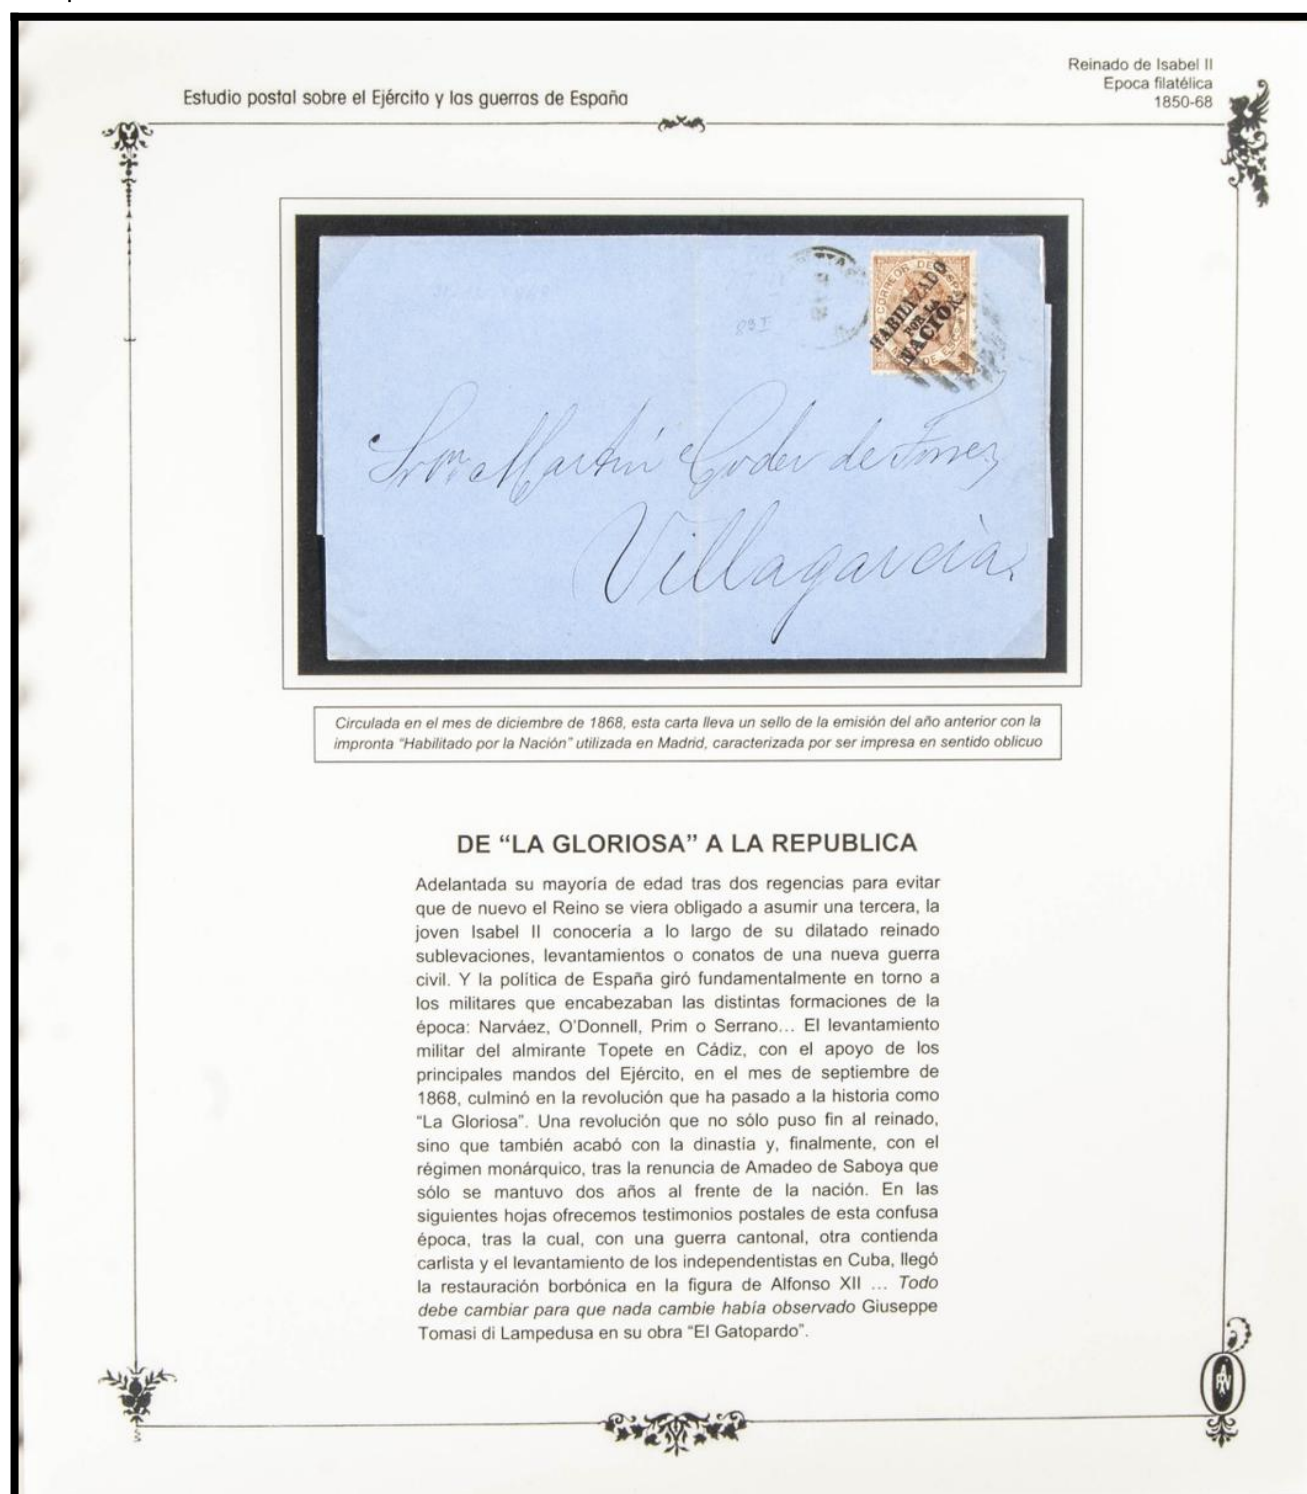 Reinado de Isabel II
Epoca filatélica
1850-68
Estudio postal sobre el Ejército y las guerras de España
CORREOS DE ESPAÑA
HABILITADO
POR LA
NACION
Martín
de
Villagarcía
Circulada en el mes de diciembre de 1868, esta carta lleva un sello de la emisión del año anterior con la
impronta “Habilitado por la Nación” utilizada en Madrid, caracterizada por ser impresa en sentido oblicuo
DE “LA GLORIOSA” A LA REPUBLICA
Adelantada su mayoría de edad tras dos regencias para evitar
que de nuevo el Reino se viera obligado a asumir una tercera, la
joven Isabel II conocería a lo largo de su dilatado reinado
sublevaciones, levantamientos o conatos de una nueva guerra
civil. Y la política de España giró fundamentalmente en torno a
los militares que encabezaban las distintas formaciones de la
época: Narváez, O’Donnell, Prim o Serrano… El levantamiento
militar del almirante Topete en Cádiz, con el apoyo de los
principales mandos del Ejército, en el mes de septiembre de
1868, culminó en la revolución que ha pasado a la historia como
“La Gloriosa”. Una revolución que no sólo puso fin al reinado,
sino que también acabó con la dinastía y, finalmente, con el
régimen monárquico, tras la renuncia de Amadeo de Saboya que
sólo se mantuvo dos años al frente de la nación. En las
siguientes hojas ofrecemos testimonios postales de esta confusa
época, tras la cual, con una guerra cantonal, otra contienda
carlista y el levantamiento de los independentistas en Cuba, llegó
la restauración borbónica en la figura de Alfonso XII … Todo
debe cambiar para que nada cambie había observado Giuseppe
Tomasi di Lampedusa en su obra “El Gatopardo”.